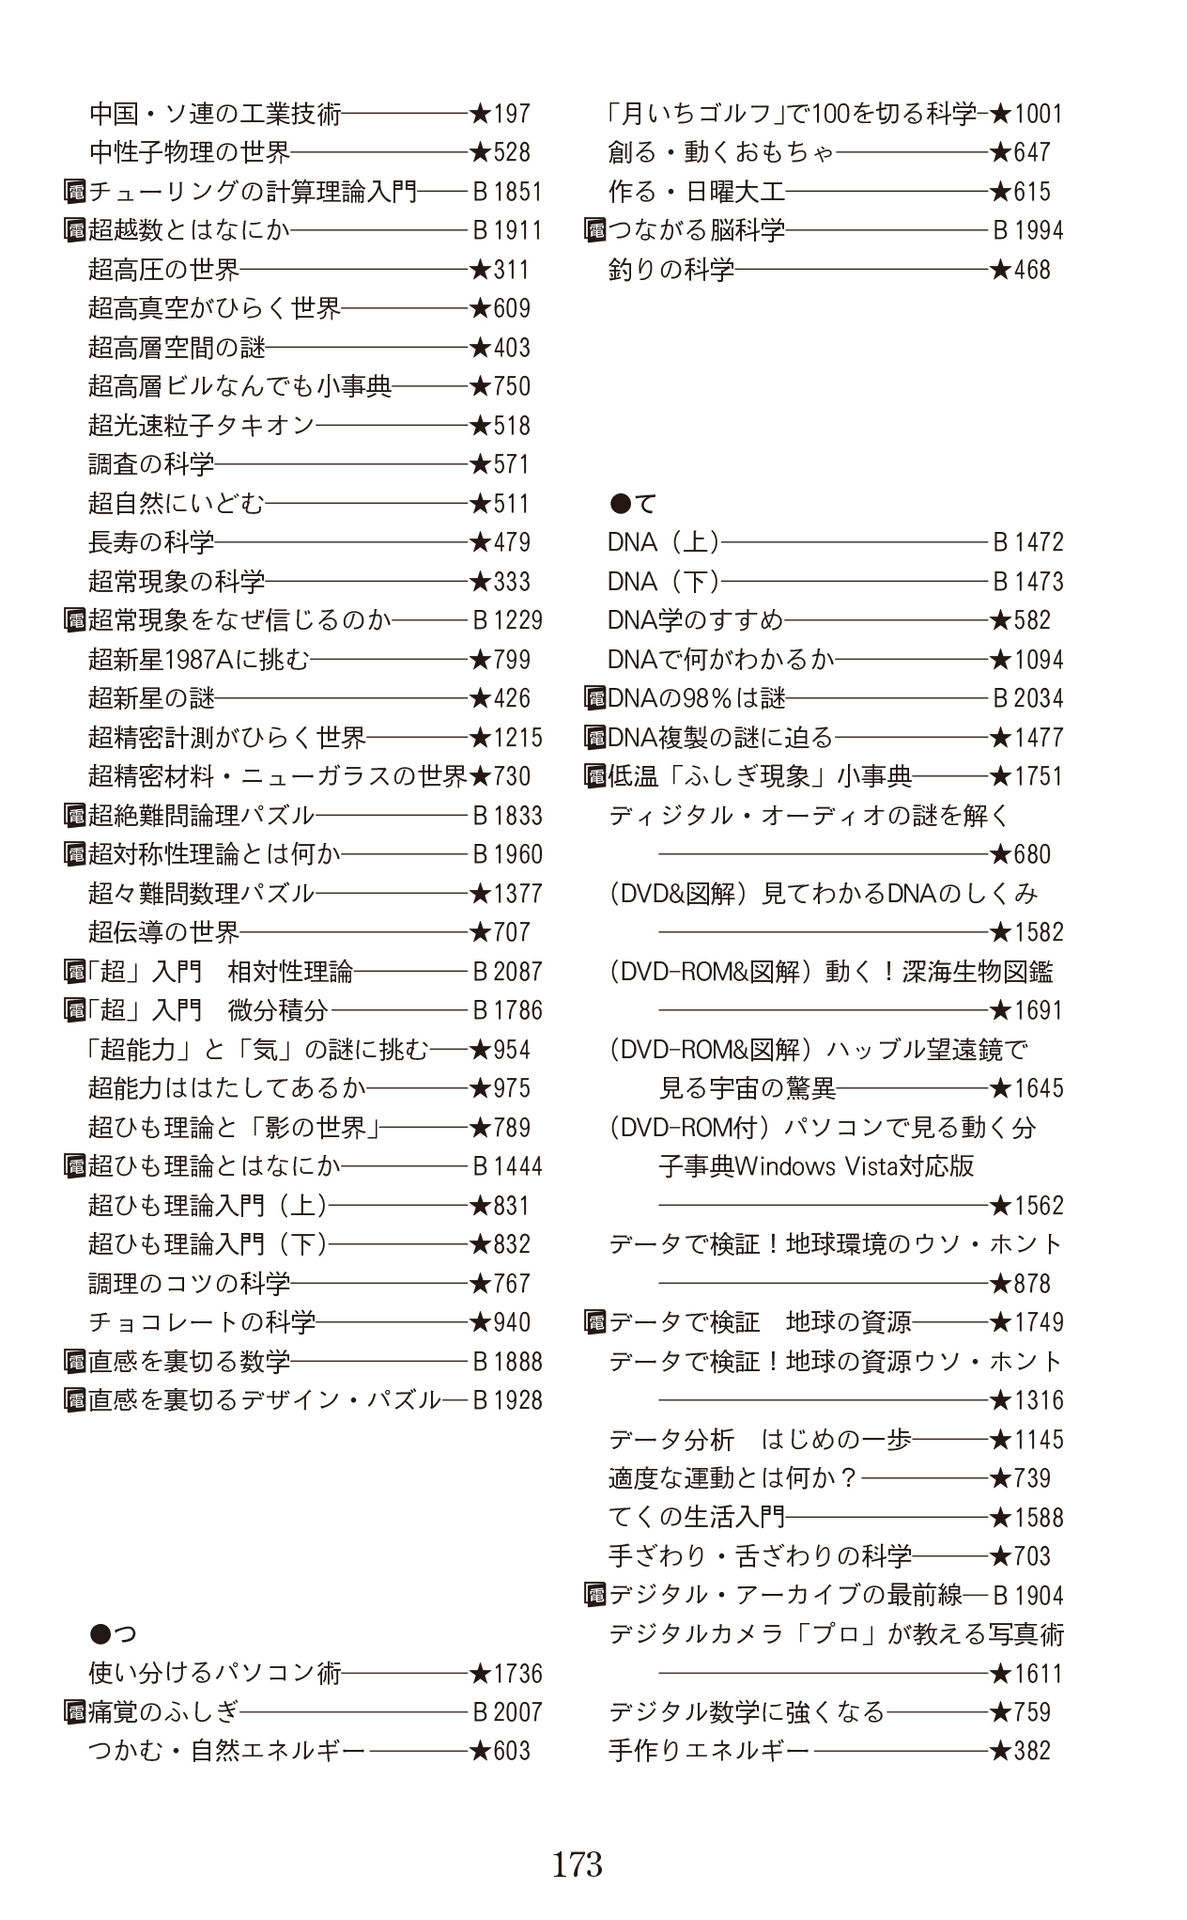 中国・ソ連の工業技術―――――★197
中性子物理の世界―――――――★528
電チューリングの計算理論入門――B1851
電超越数とはなにか―――――――B1911
超高圧の世界―――――――――★311
超高真空がひらく世界―――――★609
超高層空間の謎――――――――★403
超高層ビルなんでも小事典―――★750
超光速粒子タキオン――――――★518
調査の科学――――――――――★571
超自然にいどむ――――――――★511
長寿の科学――――――――――★479
超常現象の科学――――――――★333
電超常現象をなぜ信じるのか―――B1229
超新星1987Aに挑む――――――★799
超新星の謎――――――――――★426
超精密計測がひらく世界――――★1215
超精密材料・ニューガラスの世界★730
電超絶難問論理パズル――――――B1833
電超対称性理論とは何か―――――B1960
超々難問数理パズル――――――★1377
超伝導の世界―――――――――★707
電「超」入門　相対性理論――――B2087
電「超」入門　微分積分―――――B1786
「超能力」と「気」の謎に挑む――★954
超能力ははたしてあるか――――★975
超ひも理論と「影の世界」―――★789
電超ひも理論とはなにか―――――B1444
超ひも理論入門（上）―――――★831
超ひも理論入門（下）―――――★832
調理のコツの科学―――――――★767
チョコレートの科学――――――★940
電直感を裏切る数学―――――――B1888
電直感を裏切るデザイン・パズル―B1928
●つ
使い分けるパソコン術―――――★1736
電痛覚のふしぎ―――――――――B2007
つかむ・自然エネルギー――――★603
「月いちゴルフ」で100を切る科学―★1001
創る・動くおもちゃ――――――★647
作る・日曜大工――――――――★615
電つながる脳科学――――――――B1994
釣りの科学――――――――――★468
●て
DNA（上）――――――――――B1472
DNA（下）――――――――――B1473
DNA学のすすめ――――――――★582
DNAで何がわかるか――――――★1094
電DNAの98％は謎――――――――B2034
電DNA複製の謎に迫る――――――★1477
電低温「ふしぎ現象」小事典―――★1751
ディジタル・オーディオの謎を解く
―――――――――――――★680
（DVD&図解）見てわかるDNAのしくみ
―――――――――――――★1582
（DVD-ROM&図解）動く！深海生物図鑑
―――――――――――――★1691
（DVD-ROM&図解）ハッブル望遠鏡で
見る宇宙の驚異――――――★1645
（DVD-ROM付）パソコンで見る動く分
子事典Windows Vista対応版
―――――――――――――★1562
データで検証！地球環境のウソ・ホント
―――――――――――――★878
電データで検証　地球の資源―――★1749
データで検証！地球の資源ウソ・ホント
―――――――――――――★1316
データ分析　はじめの一歩―――★1145
適度な運動とは何か？―――――★739
てくの生活入門――――――――★1588
手ざわり・舌ざわりの科学―――★703
電デジタル・アーカイブの最前線―B1904
デジタルカメラ「プロ」が教える写真術
―――――――――――――★1611
デジタル数学に強くなる――――★759
手作りエネルギー―――――――★382
173